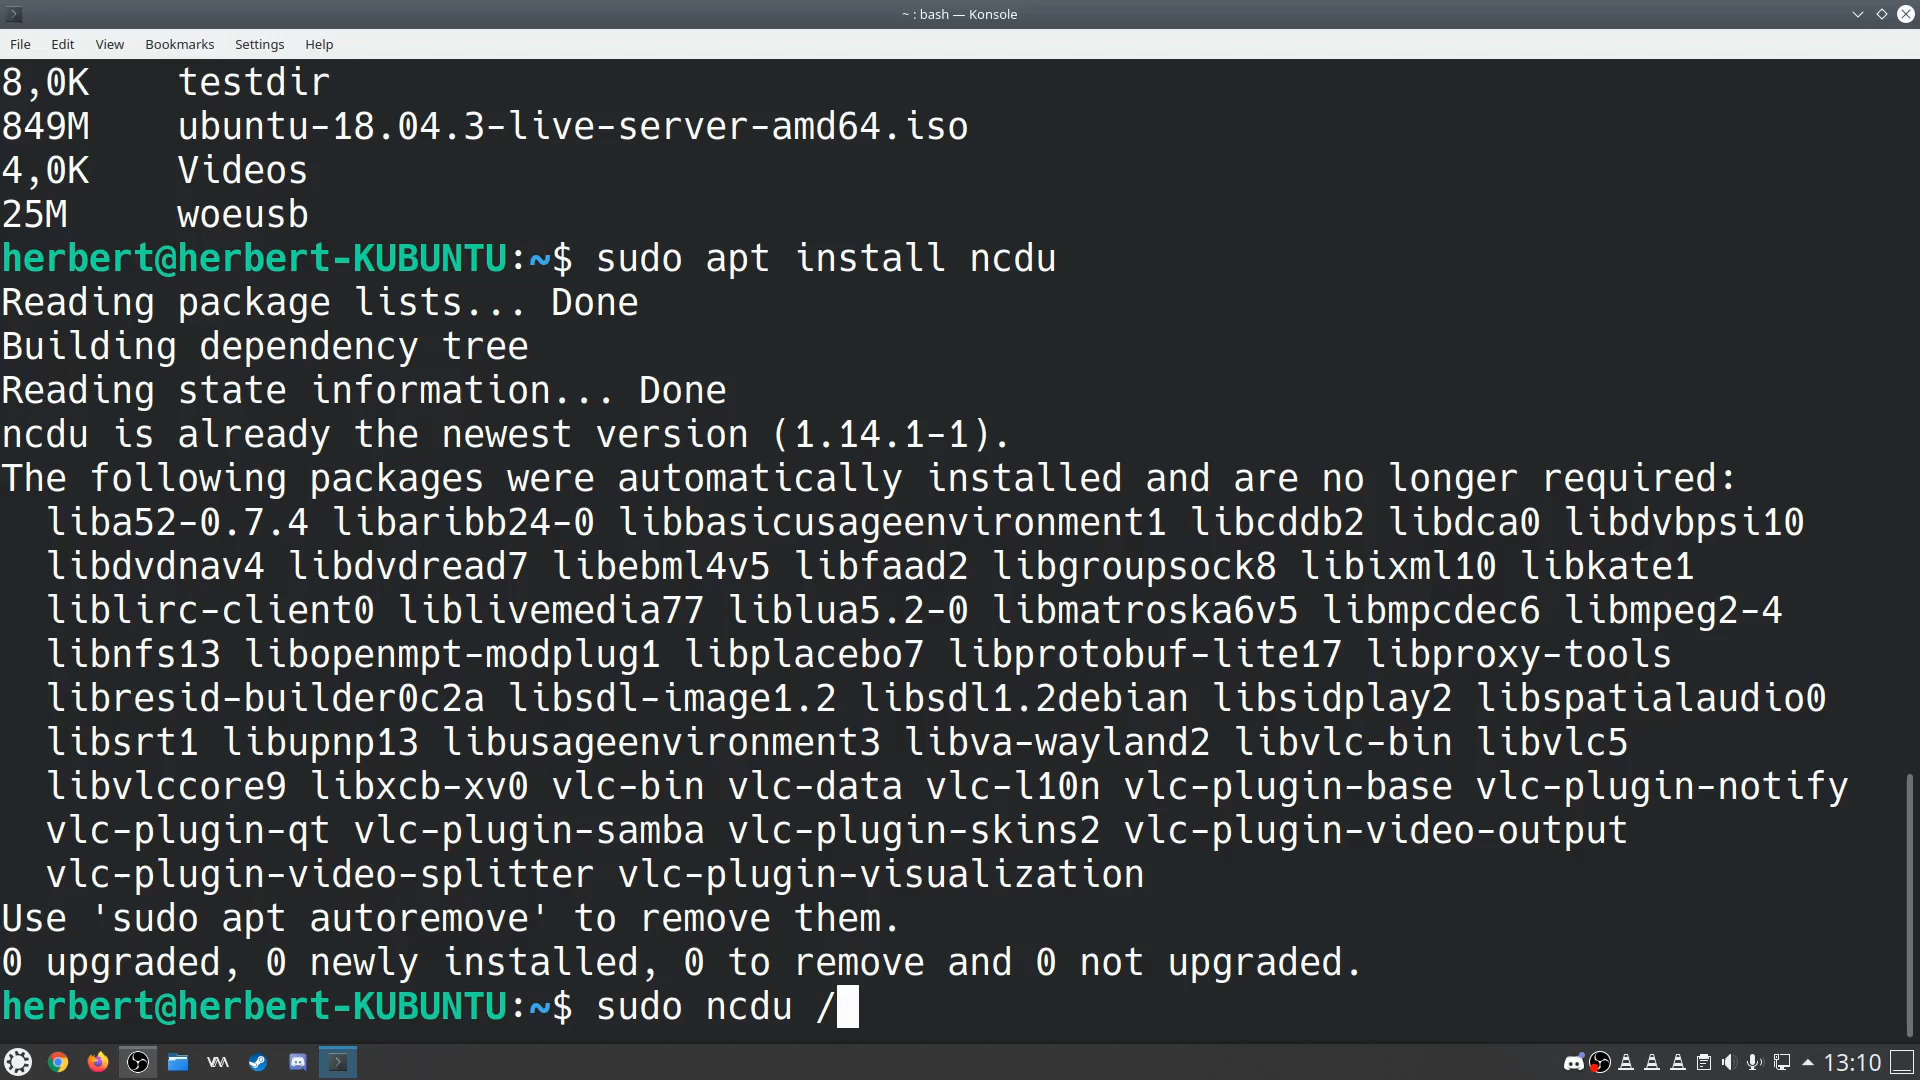 ~ : bash — Konsole
File Edit View Bookmarks Settings Help
8,0K testdir
849M ubuntu-18.04.3-live-server-amd64.iso
4,0K Videos
25M woeusb
herbert@herbert-KUBUNTU:~$ sudo apt install ncdu
Reading package lists... Done
Building dependency tree
Reading state information... Done
ncdu is already the newest version (1.14.1-1).
The following packages were automatically installed and are no longer required:
liba52-0.7.4 libaribb24-0 libbasicusageenvironment1 libcddb2 libdca0 libdvbpsi10
libdvdnav4 libdvdread7 libebml4v5 libfaad2 libgroupsock8 libixml10 libkate1
liblirc-client0 liblivemedia77 liblua5.2-0 libmatroska6v5 libmpcdec6 libmpeg2-4
libnfs13 libopenmpt-modplug1 libplacebo7 libprotobuf-lite17 libproxy-tools
libresid-builder0c2a libsdl-image1.2 libsdl1.2debian libsidplay2 libspatialaudio0
libsrt1 libupnp13 libusageenvironment3 libva-wayland2 libvlc-bin libvlc5
libvlccore9 libxcb-xv0 vlc-bin vlc-data vlc-l10n vlc-plugin-base vlc-plugin-notify
vlc-plugin-qt vlc-plugin-samba vlc-plugin-skins2 vlc-plugin-video-output
vlc-plugin-video-splitter vlc-plugin-visualization
Use 'sudo apt autoremove' to remove them.
0 upgraded, 0 newly installed, 0 to remove and 0 not upgraded.
herbert@herbert-KUBUNTU:~$ sudo ncdu /
13:10